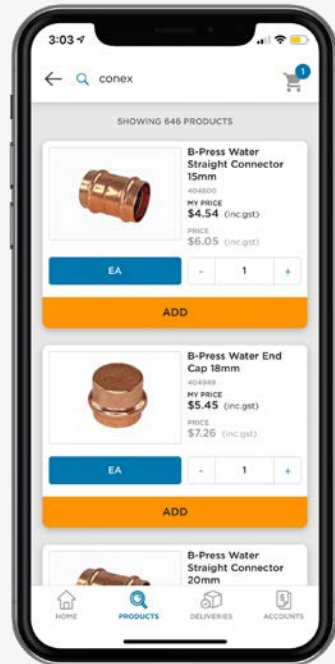 3:03
conex
1
SHOWING 646 PRODUCTS
B-Press Water
Straight Connector
15mm
404600
MY PRICE
$4.54 (inc.gst)
PRICE
$6.05 (inc.gst)
EA
- 1 +
ADD
B-Press Water End
Cap 18mm
404949
MY PRICE
$5.45 (inc.gst)
PRICE
$7.26 (inc.gst)
EA
- 1 +
ADD
B-Press Water
Straight Connector
20mm
HOME
PRODUCTS
DELIVERIES
ACCOUNTS